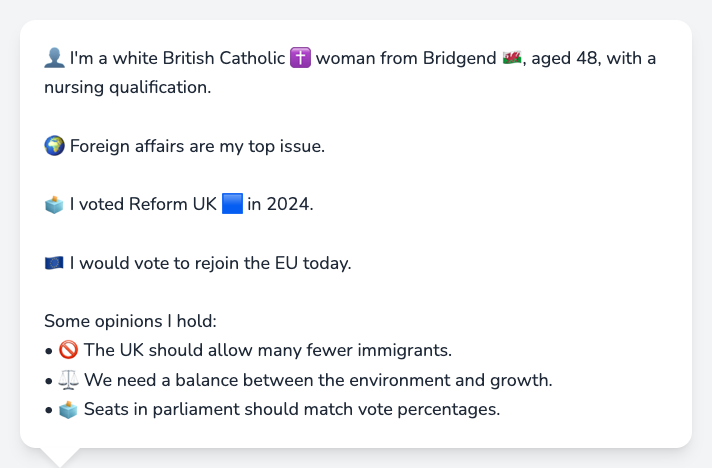 👤 I'm a white British Catholic ✝️ woman from Bridgend 🏴󠁧󠁢󠁷󠁬󠁳󠁿, aged 48, with a
nursing qualification.
🌍 Foreign affairs are my top issue.
🗳️ I voted Reform UK 🟦 in 2024.
🇪🇺 I would vote to rejoin the EU today.
Some opinions I hold:
• 🚫 The UK should allow many fewer immigrants.
• ⚖️ We need a balance between the environment and growth.
• 🗳️ Seats in parliament should match vote percentages.